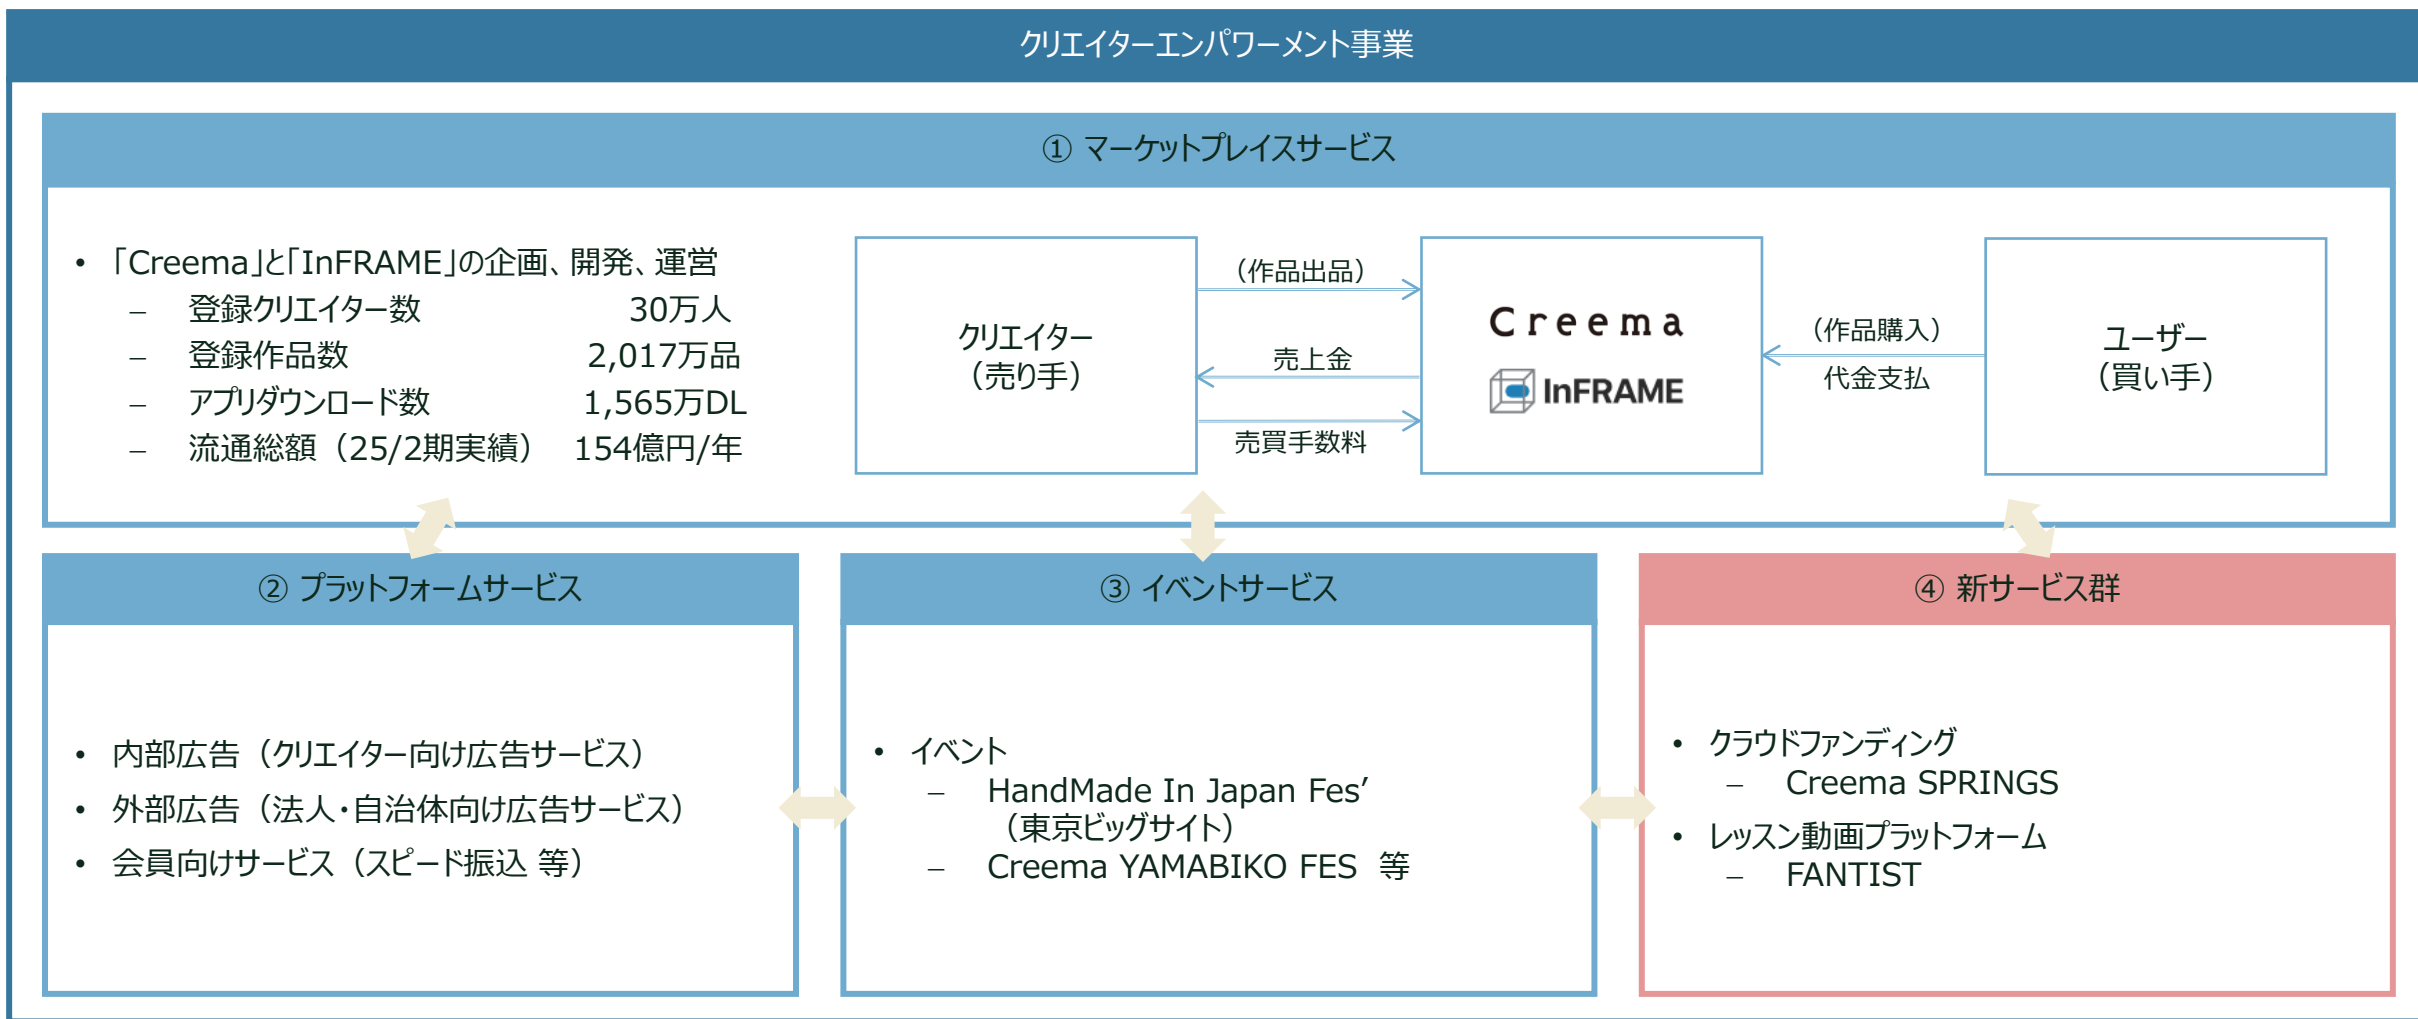 クリエイターエンパワーメント事業
① マーケットプレイスサービス
• 「Creema」と「InFRAME」の企画、開発、運営
– 登録クリエイター数 30万人
– 登録作品数 2,017万品
– アプリダウンロード数 1,565万DL
– 流通総額（25/2期実績） 154億円/年
クリエイター
（売り手）
（作品出品）
売上金
売買手数料
Creema
InFRAME
（作品購入）
代金支払
ユーザー
（買い手）
② プラットフォームサービス
• 内部広告（クリエイター向け広告サービス）
• 外部広告（法人・自治体向け広告サービス）
• 会員向けサービス（スピード振込 等）
③ イベントサービス
• イベント
– HandMade In Japan Fes’
（東京ビッグサイト）
– Creema YAMABIKO FES 等
④ 新サービス群
• クラウドファンディング
– Creema SPRINGS
• レッスン動画プラットフォーム
– FANTIST